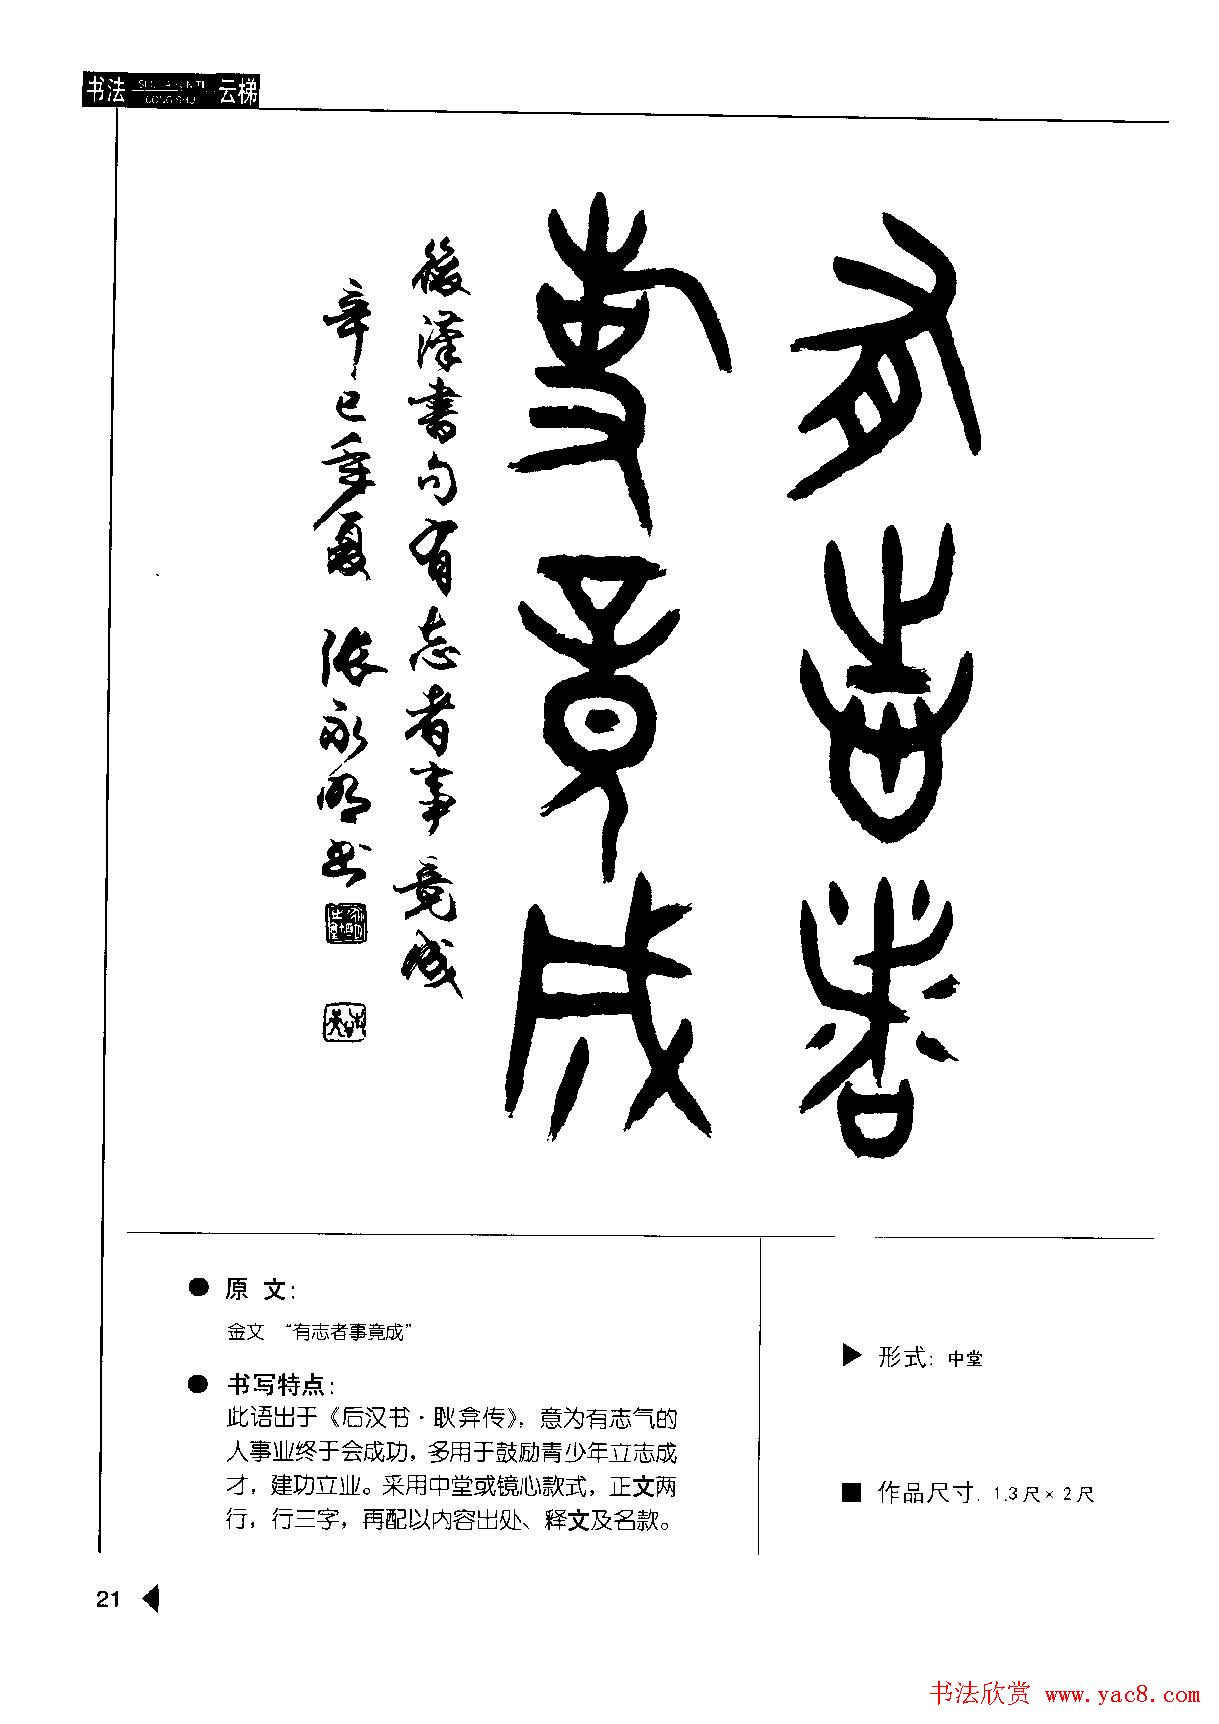 书法 云梯
有志者
事竟成
後漢書句有志者事竟成
辛巳年夏 張永明书
● 原 文：
金文 “有志者事竟成”
● 书写特点：
此语出于《后汉书·耿弇传》，意为有志气的
人事业终于会成功，多用于鼓励青少年立志成
才，建功立业。采用中堂或镜心款式，正文两
行，行三字，再配以内容出处、释文及名款。
▶ 形式：中堂
■ 作品尺寸. 1.3尺×2尺
21
书法欣赏 www.yac8.com